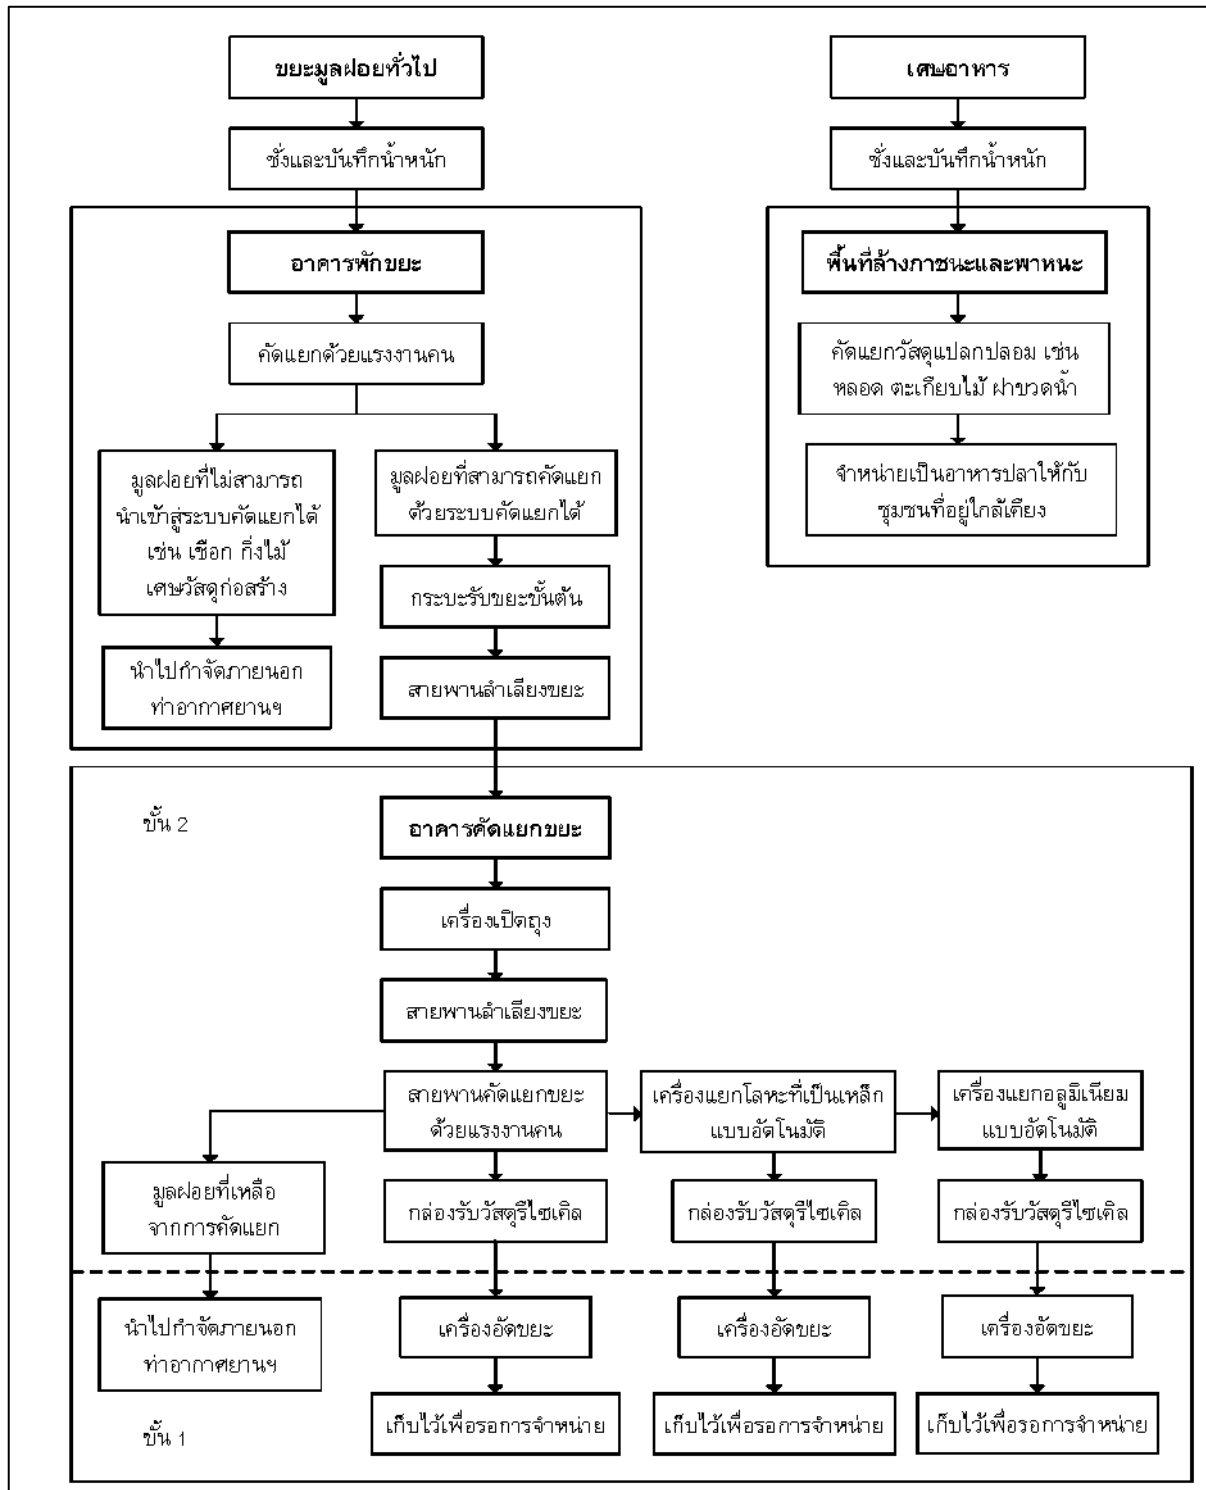 ขยะมูลฝอยทั่วไป
ชั่งและบันทึกน้ำหนัก
อาคารพักขยะ
คัดแยกด้วยแรงงานคน
มูลฝอยที่ไม่สามารถ
นำเข้าสู่ระบบคัดแยกได้
เช่น เชือก กิ่งไม้
เศษวัสดุก่อสร้าง
นำไปกำจัดภายนอก
ท่าอากาศยานฯ
มูลฝอยที่สามารถคัดแยก
ด้วยระบบคัดแยกได้
กระบะรับขยะขั้นต้น
สายพานลำเลียงขยะ
เศษอาหาร
ชั่งและบันทึกน้ำหนัก
พื้นที่ล้างภาชนะและพาหนะ
คัดแยกวัสดุแปลกปลอม เช่น
หลอด ตะเกียบไม้ ฝาขวดน้ำ
จำหน่ายเป็นอาหารปลาให้กับ
ชุมชนที่อยู่ใกล้เคียง
ชั้น 2
อาคารคัดแยกขยะ
เครื่องเปิดถุง
สายพานลำเลียงขยะ
สายพานคัดแยกขยะ
ด้วยแรงงานคน
เครื่องแยกโลหะที่เป็นเหล็ก
แบบอัตโนมัติ
เครื่องแยกอลูมิเนียม
แบบอัตโนมัติ
มูลฝอยที่เหลือ
จากการคัดแยก
กล่องรับวัสดุรีไซเคิล
กล่องรับวัสดุรีไซเคิล
กล่องรับวัสดุรีไซเคิล
นำไปกำจัดภายนอก
ท่าอากาศยานฯ
เครื่องอัดขยะ
เครื่องอัดขยะ
เครื่องอัดขยะ
เก็บไว้เพื่อรอการจำหน่าย
เก็บไว้เพื่อรอการจำหน่าย
เก็บไว้เพื่อรอการจำหน่าย
ชั้น 1